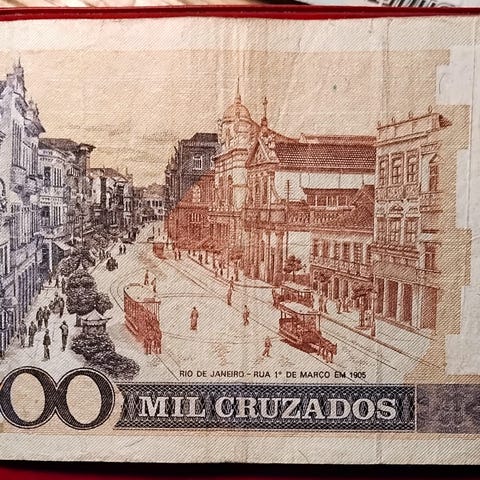 RIO DE JANEIRO - RUA 1º DE MARÇO EM 1905
00 MIL CRUZADOS